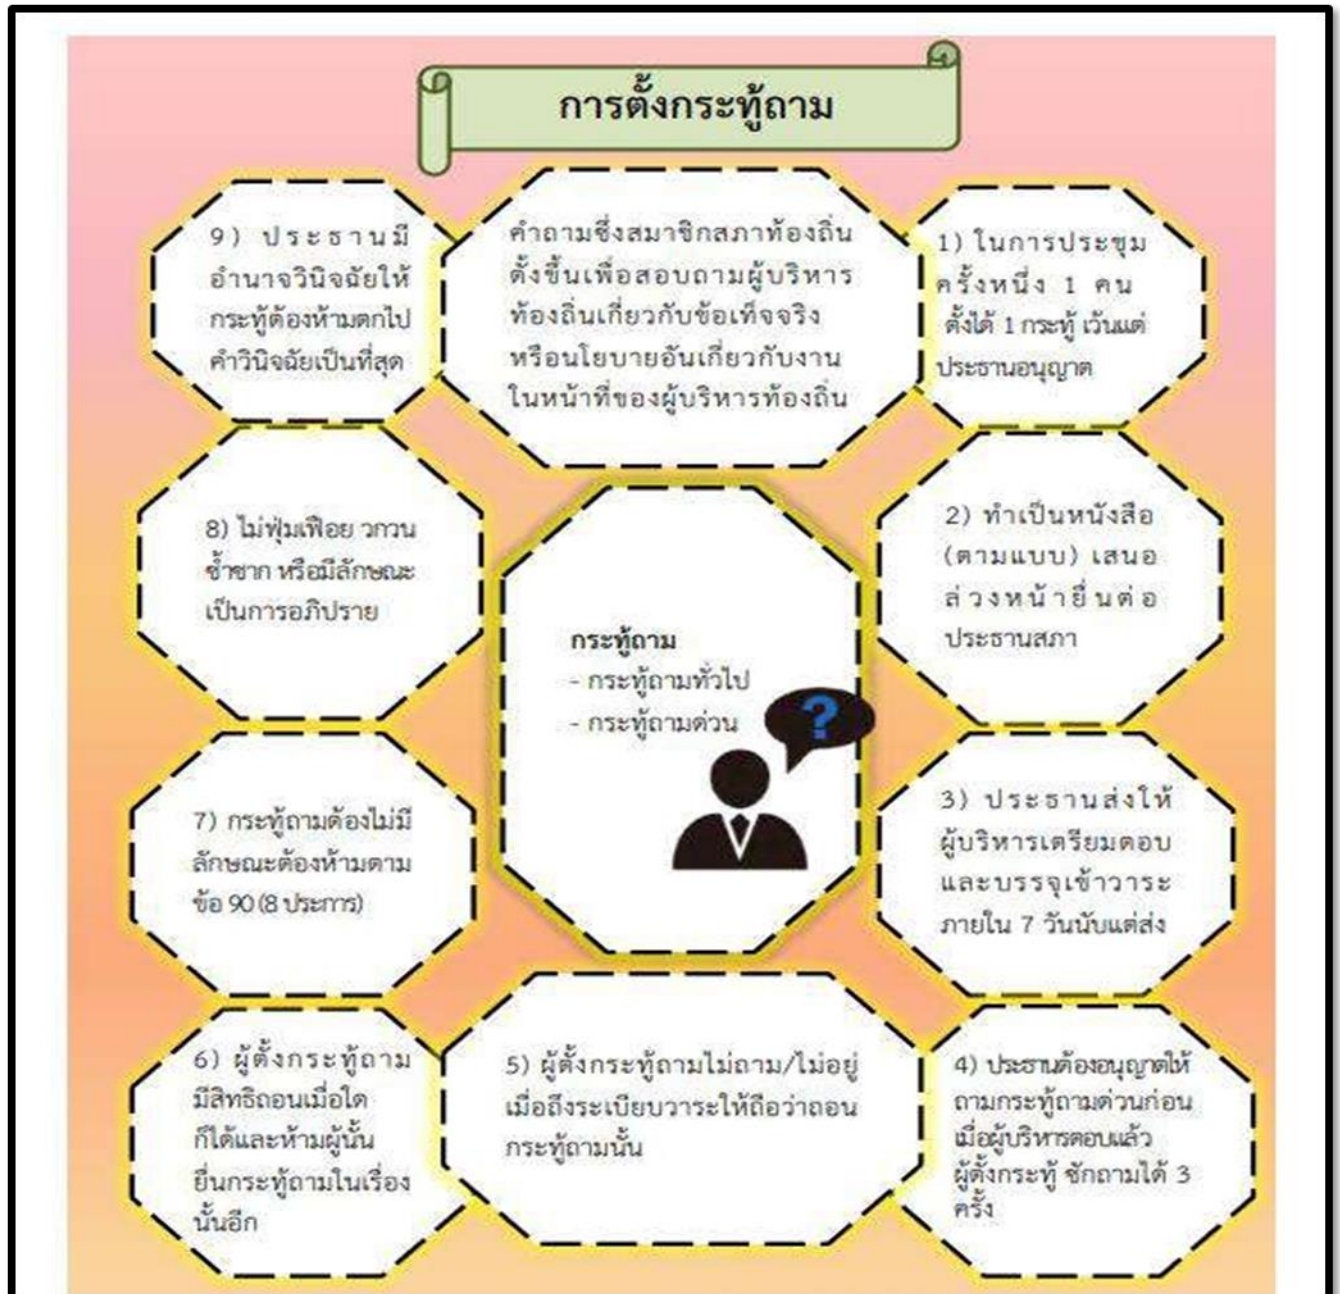 การตั้งกระทู้ถาม
คำถามซึ่งสมาชิกสภาท้องถิ่น
ตั้งขึ้นเพื่อสอบถามผู้บริหาร
ท้องถิ่นเกี่ยวกับข้อเท็จจริง
หรือนโยบายอันเกี่ยวกับงาน
ในหน้าที่ของผู้บริหารท้องถิ่น
1) ในการประชุม
ครั้งหนึ่ง 1 คน
ตั้งได้ 1 กระทู้ เว้นแต่
ประธานอนุญาต
2) ทำเป็นหนังสือ
(ตามแบบ) เสนอ
ล่วงหน้ายื่นต่อ
ประธานสภา
3) ประธานส่งให้
ผู้บริหารเตรียมตอบ
และบรรจุเข้าวาระ
ภายใน 7 วันนับแต่ส่ง
4) ประธานต้องอนุญาตให้
ถามกระทู้ถามด่วนก่อน
เมื่อผู้บริหารตอบแล้ว
ผู้ตั้งกระทู้ ซักถามได้ 3
ครั้ง
5) ผู้ตั้งกระทู้ถามไม่ถาม/ไม่อยู่
เมื่อถึงระเบียบวาระให้ถือว่าถอน
กระทู้ถามนั้น
6) ผู้ตั้งกระทู้ถาม
มีสิทธิถอนเมื่อใด
ก็ได้และห้ามผู้นั้น
ยื่นกระทู้ถามในเรื่อง
นั้นอีก
7) กระทู้ถามต้องไม่มี
ลักษณะต้องห้ามตาม
ข้อ 90 (8 ประการ)
8) ไม่ฟุ่มเฟือย วกวน
ซ้ำซาก หรือมีลักษณะ
เป็นการอภิปราย
9) ประธานมี
อำนาจวินิจฉัยให้
กระทู้ต้องห้ามตกไป
คำวินิจฉัยเป็นที่สุด
กระทู้ถาม
- กระทู้ถามทั่วไป
- กระทู้ถามด่วน
?